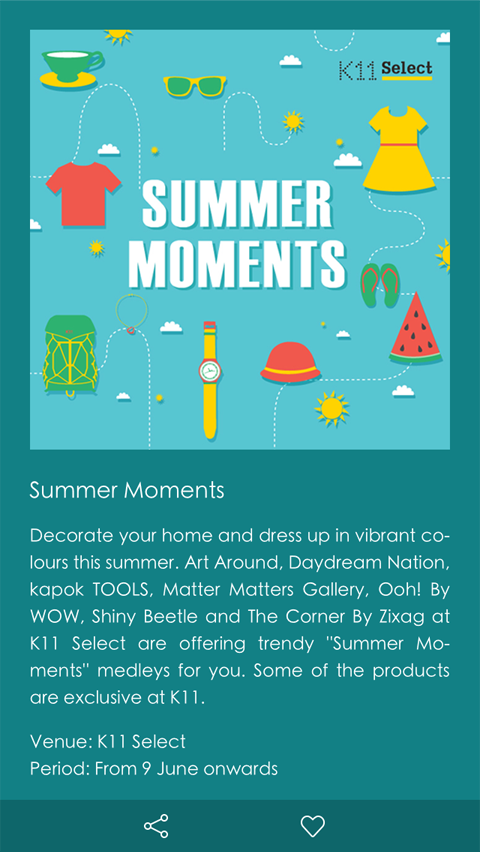 K11 Select
SUMMER
MOMENTS
Summer Moments
Decorate your home and dress up in vibrant co-
lours this summer. Art Around, Daydream Nation,
kapok TOOLS, Matter Matters Gallery, Ooh! By
WOW, Shiny Beetle and The Corner By Zixag at
K11 Select are offering trendy "Summer Mo-
ments" medleys for you. Some of the products
are exclusive at K11.
Venue: K11 Select
Period: From 9 June onwards